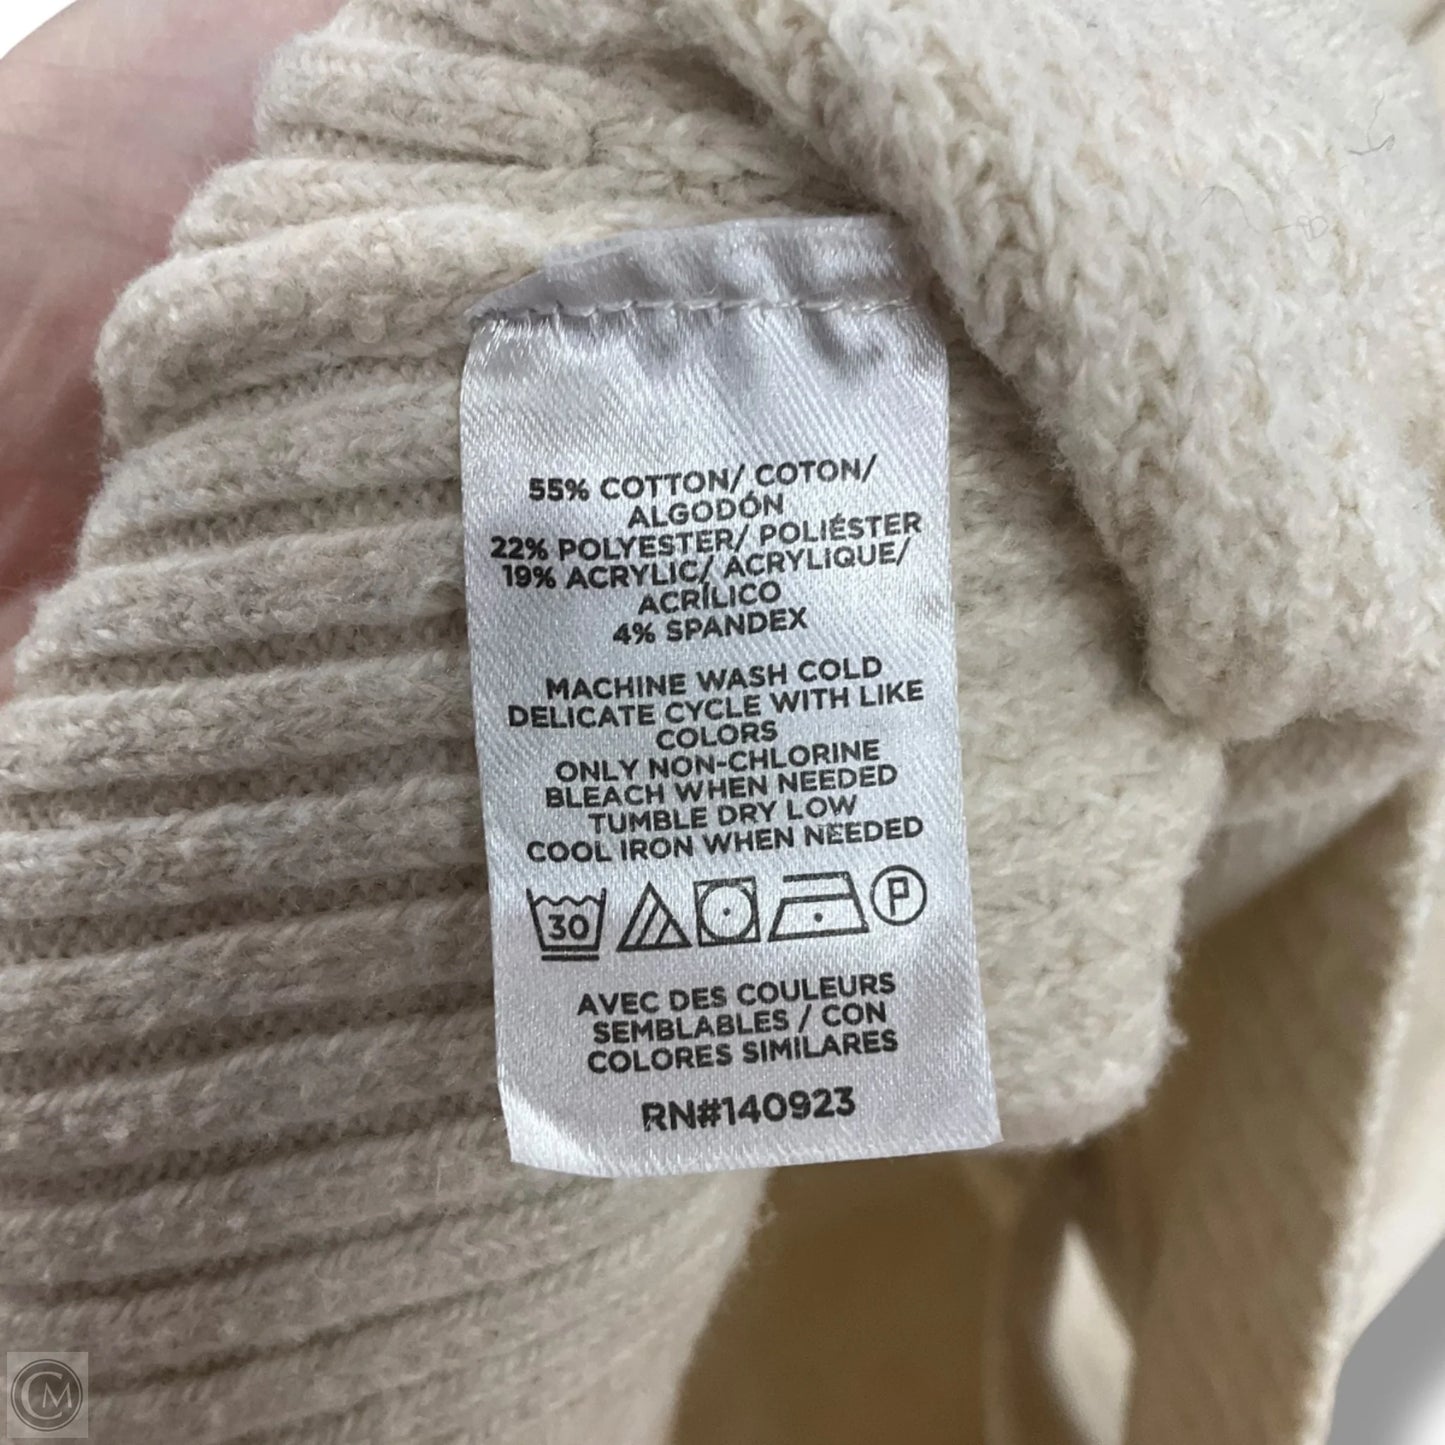 55% COTTON/ COTON/
ALGODÓN
22% POLYESTER/ POLIÉSTER
19% ACRYLIC/ ACRYLIQUE/
ACRÍLICO
4% SPANDEX
MACHINE WASH COLD
DELICATE CYCLE WITH LIKE
COLORS
ONLY NON-CHLORINE
BLEACH WHEN NEEDED
TUMBLE DRY LOW
COOL IRON WHEN NEEDED
30 P
AVEC DES COULEURS
SEMBLABLES / CON
COLORES SIMILARES
RN#140923
CM